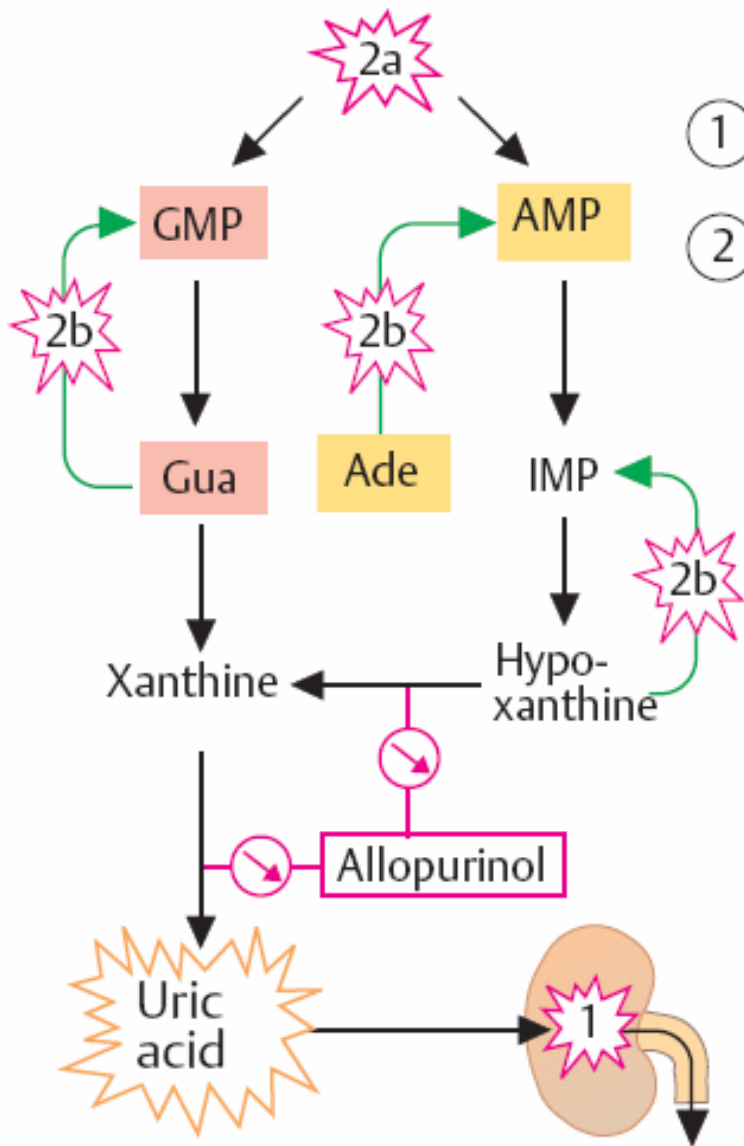 2a
1
GMP
AMP
2
2b
2b
Gua
Ade
IMP
2b
Xanthine
Hypo-
xanthine
Allopurinol
Uric
acid
1